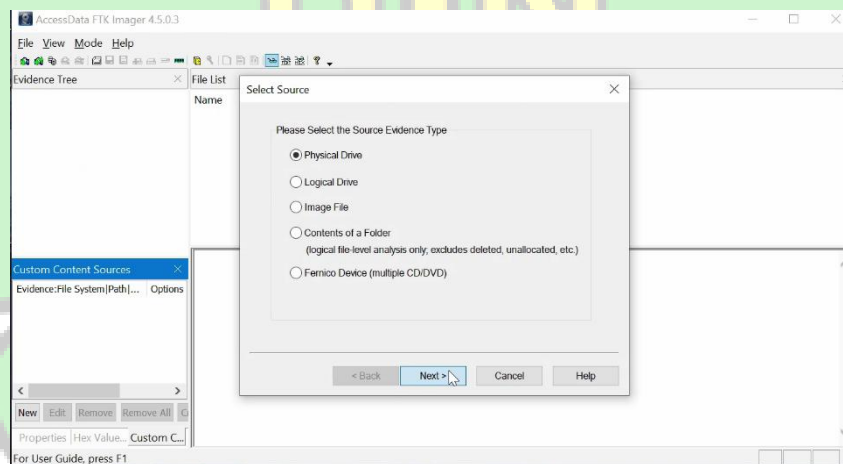 AccessData FTK Imager 4.5.0.3
File View Mode Help
Evidence Tree
File List
Name
Select Source
Please Select the Source Evidence Type
Physical Drive
Logical Drive
Image File
Contents of a Folder
(logical file-level analysis only; excludes deleted, unallocated, etc.)
Fernico Device (multiple CD/DVD)
< Back Next > Cancel Help
Custom Content Sources
Evidence:File System|Path|... Options
New Edit Remove Remove All
Properties Hex Value... Custom C...
For User Guide, press F1